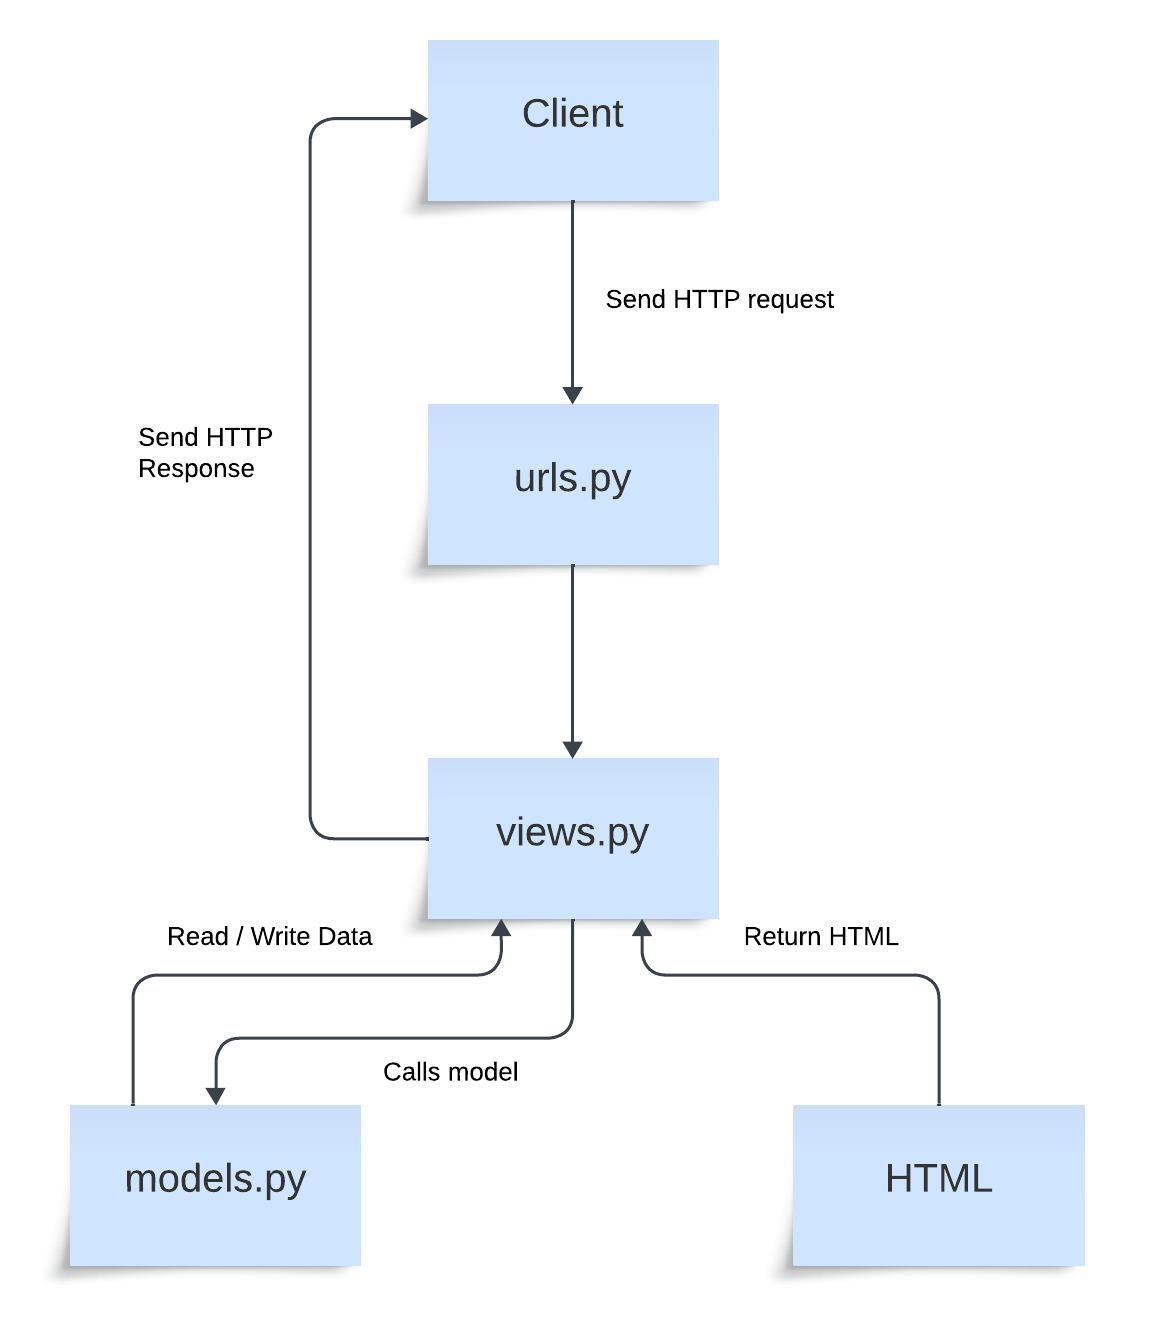 Client
Send HTTP request
Send HTTP
Response
urls.py
views.py
Read / Write Data
Return HTML
Calls model
models.py
HTML